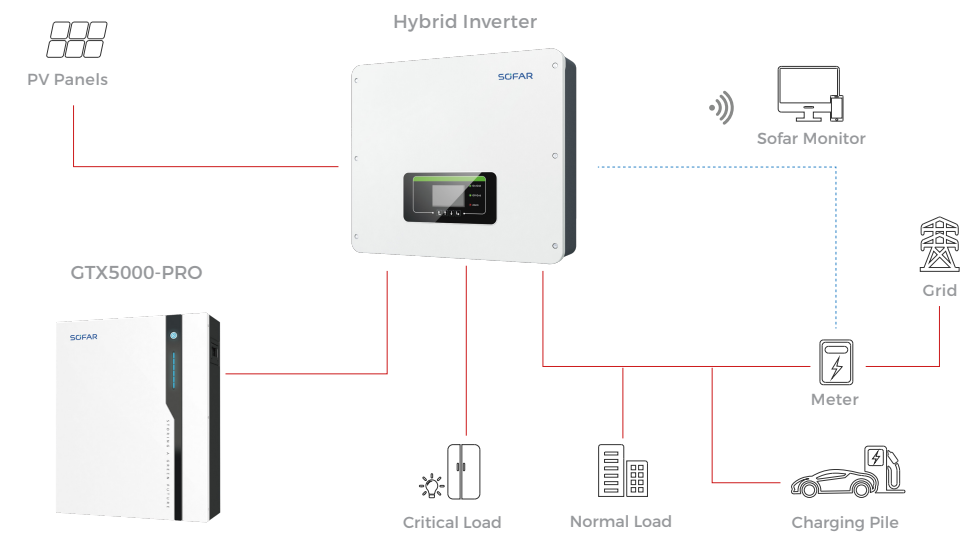 Hybrid Inverter
PV Panels
SOFAR
Sofar Monitor
GTX5000-PRO
Grid
SOFAR
Meter
Critical Load
Normal Load
Charging Pile